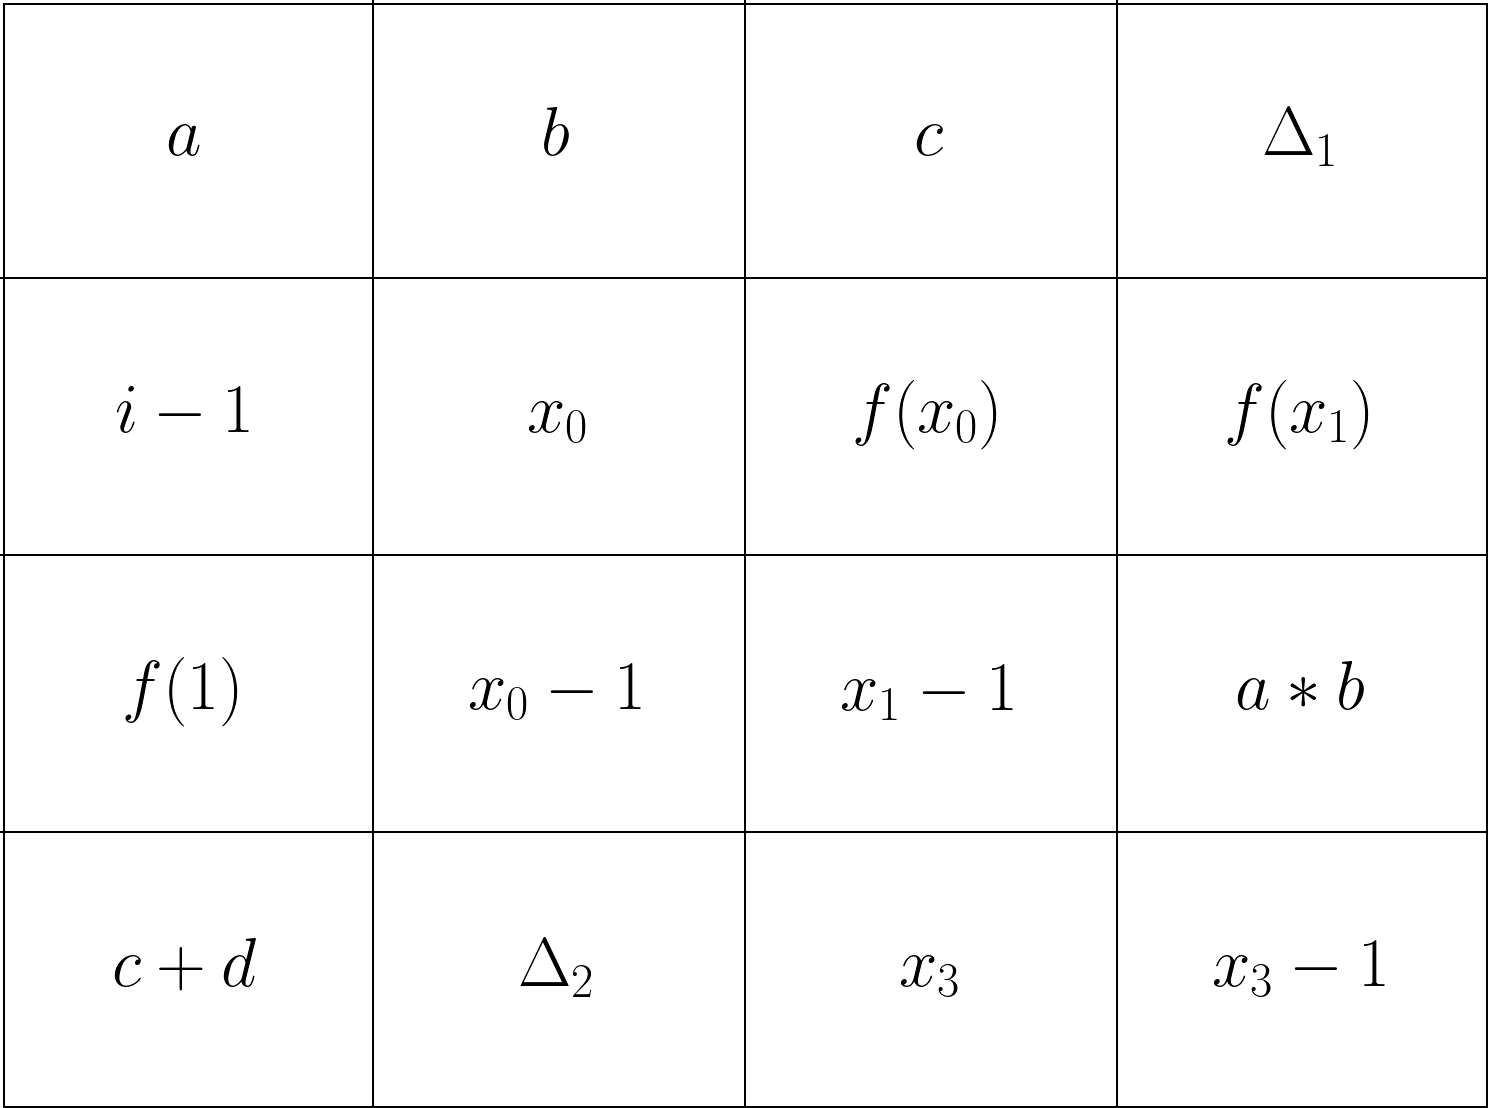 a b c Δ₁
i − 1 x₀ f(x₀) f(x₁)
f(1) x₀ − 1 x₁ − 1 a ∗ b
c + d Δ₂ x₃ x₃ − 1